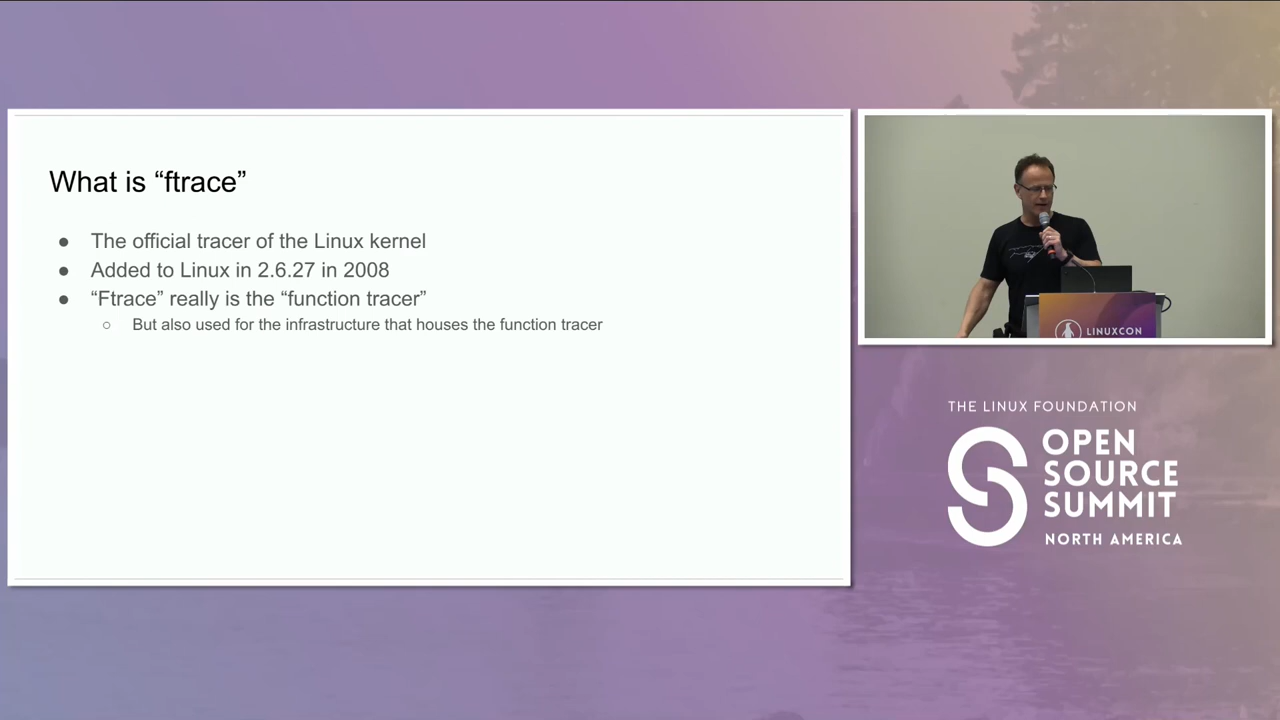 What is “ftrace”
● The official tracer of the Linux kernel
● Added to Linux in 2.6.27 in 2008
● “Ftrace” really is the “function tracer”
○ But also used for the infrastructure that houses the function tracer
LINUXCON
THE LINUX FOUNDATION
OPEN
SOURCE
SUMMIT
NORTH AMERICA